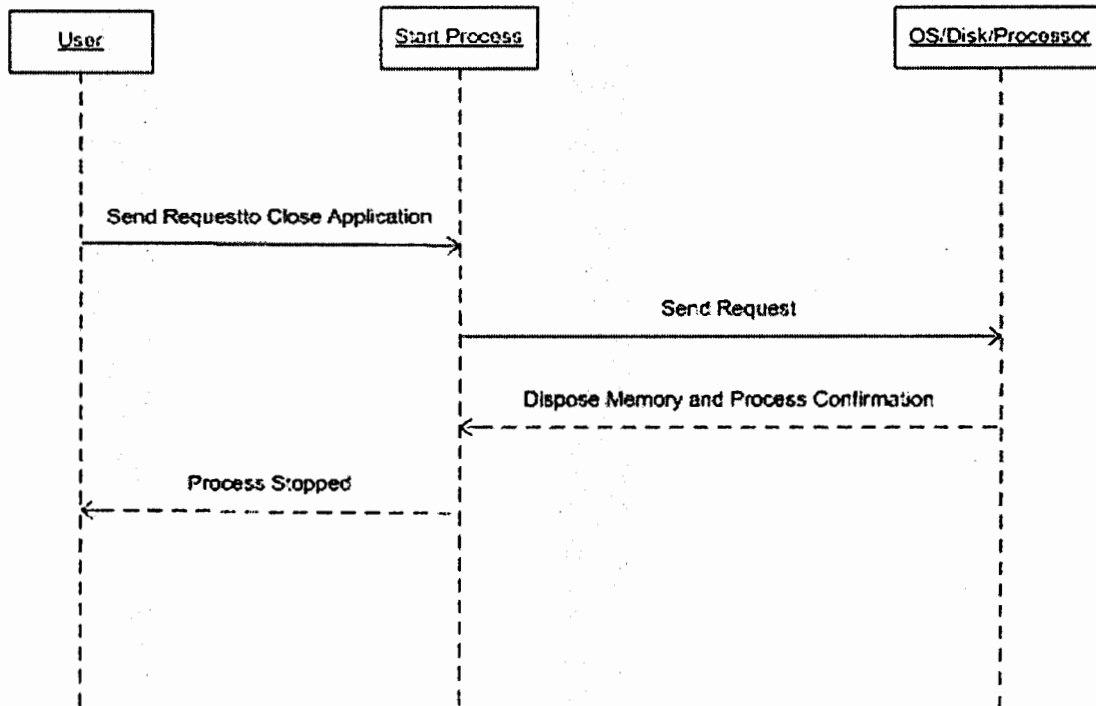 User
Start Process
OS/Disk/Processor
Send Requestto Close Application
Send Request
Dispose Memory and Process Confirmation
Process Stopped